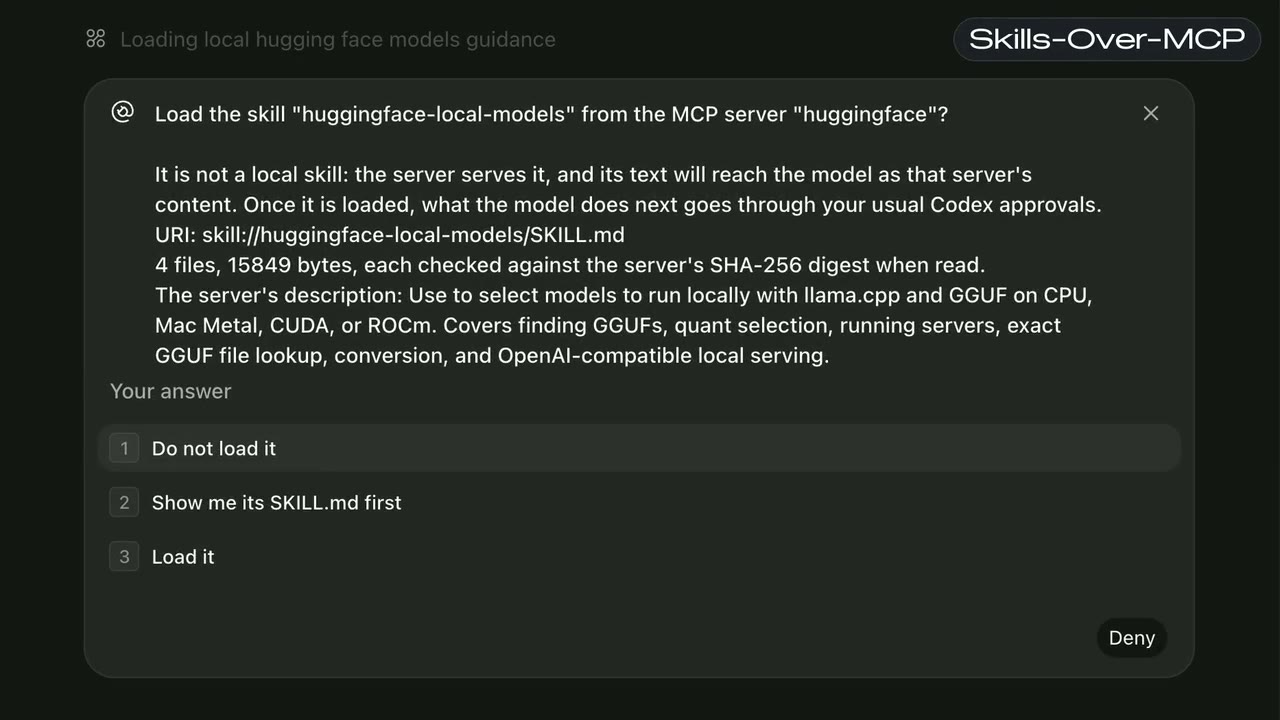 Loading local hugging face models guidance
Skills-Over-MCP
Load the skill "huggingface-local-models" from the MCP server "huggingface"?
It is not a local skill: the server serves it, and its text will reach the model as that server's
content. Once it is loaded, what the model does next goes through your usual Codex approvals.
URI: skill://huggingface-local-models/SKILL.md
4 files, 15849 bytes, each checked against the server's SHA-256 digest when read.
The server's description: Use to select models to run locally with llama.cpp and GGUF on CPU,
Mac Metal, CUDA, or ROCm. Covers finding GGUFs, quant selection, running servers, exact
GGUF file lookup, conversion, and OpenAI-compatible local serving.
Your answer
1 Do not load it
2 Show me its SKILL.md first
3 Load it
Deny